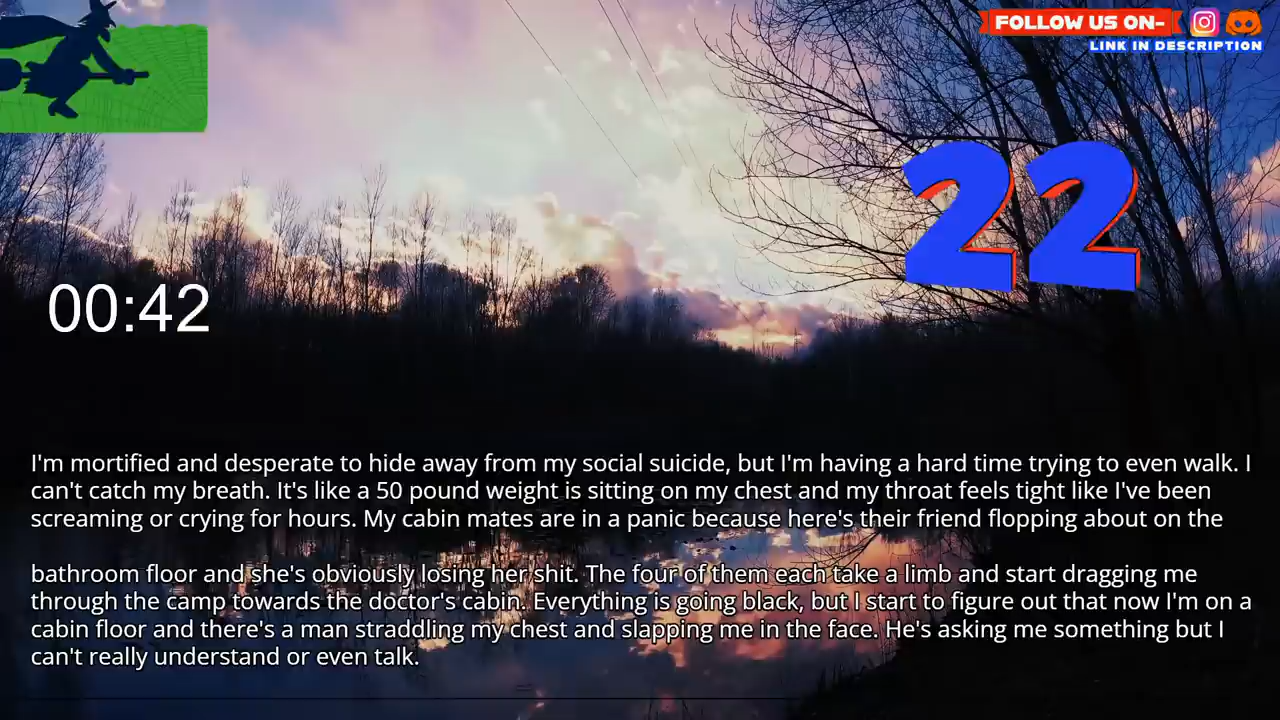 FOLLOW US ON-
LINK IN DESCRIPTION
22
00:42
I'm mortified and desperate to hide away from my social suicide, but I'm having a hard time trying to even walk. I
can't catch my breath. It's like a 50 pound weight is sitting on my chest and my throat feels tight like I've been
screaming or crying for hours. My cabin mates are in a panic because here's their friend flopping about on the
bathroom floor and she's obviously losing her shit. The four of them each take a limb and start dragging me
through the camp towards the doctor's cabin. Everything is going black, but I start to figure out that now I'm on a
cabin floor and there's a man straddling my chest and slapping me in the face. He's asking me something but I
can't really understand or even talk.